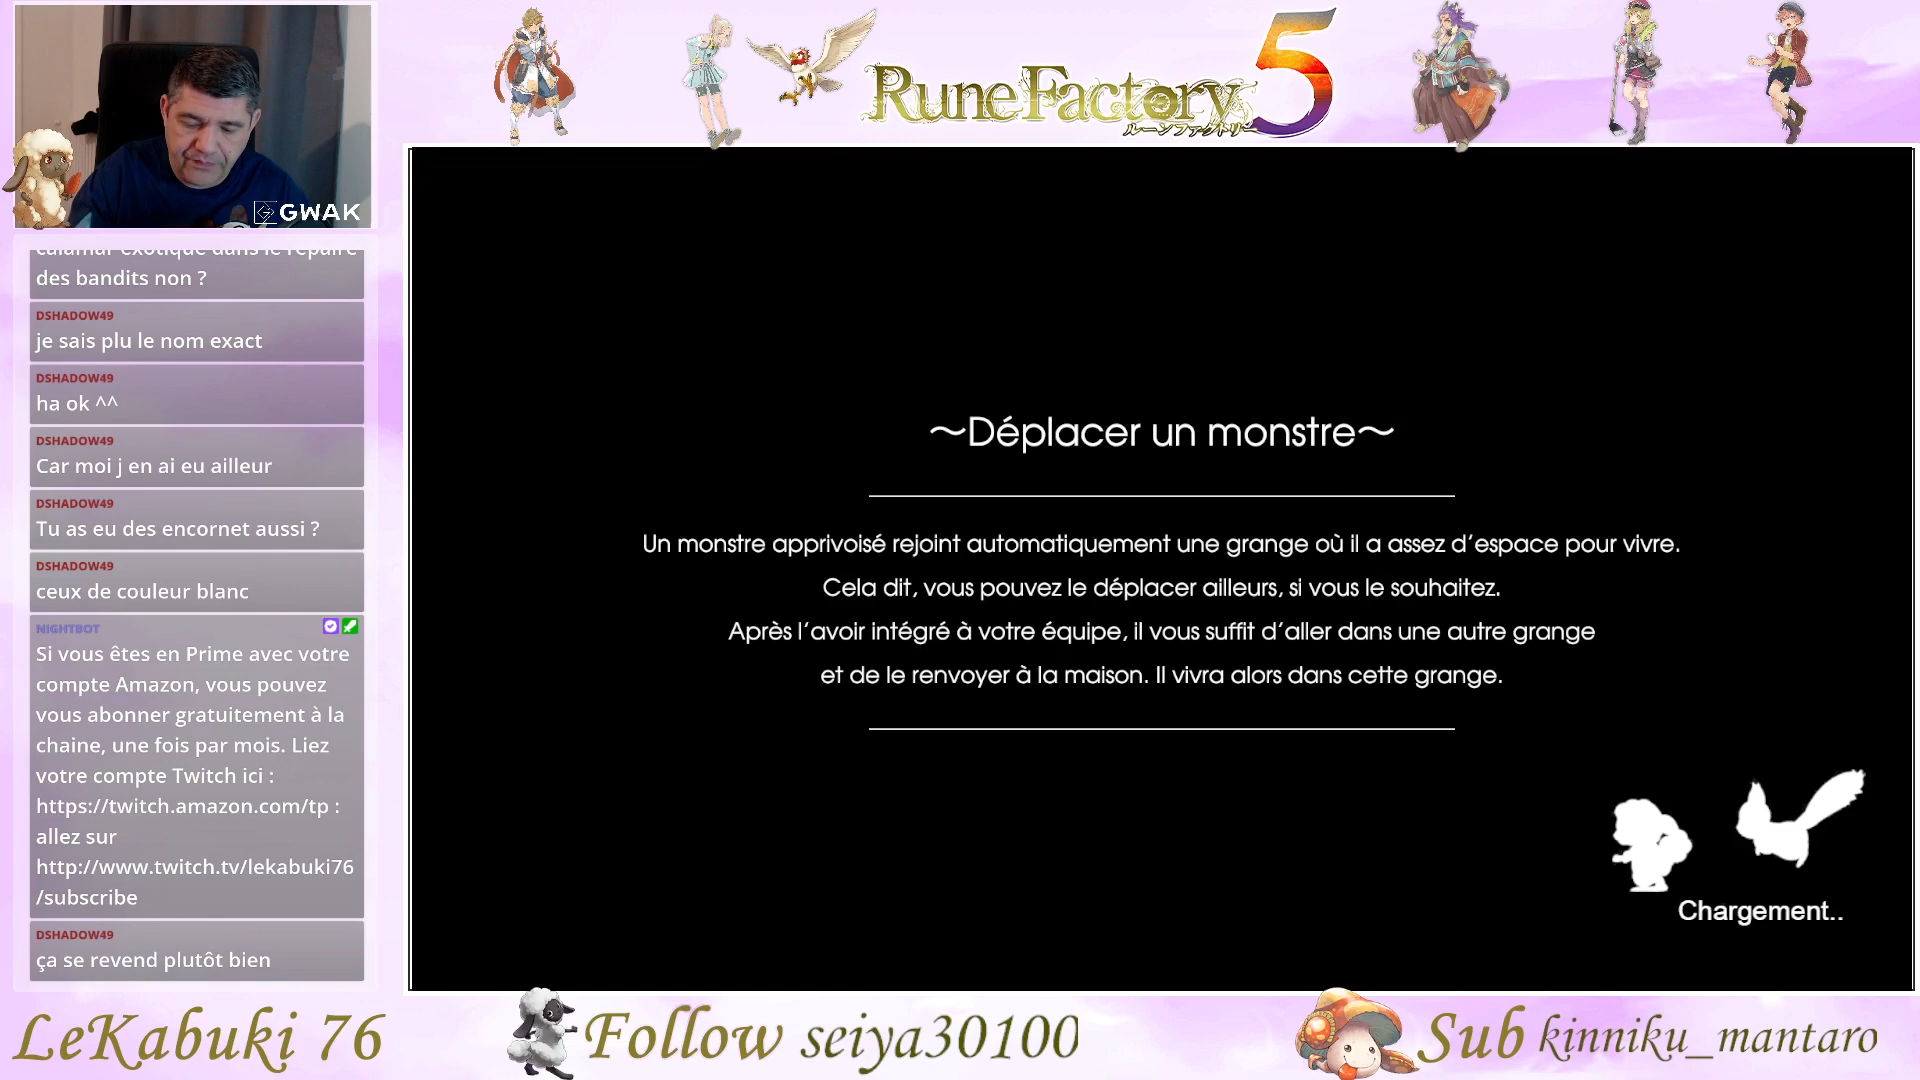 RuneFactory 5
ルーンファクトリー
GWAK
calamar exotique dans le repaire
des bandits non ?
DSHADOW49
je sais plu le nom exact
DSHADOW49
ha ok ^^
DSHADOW49
Car moi j en ai eu ailleur
DSHADOW49
Tu as eu des encornet aussi ?
DSHADOW49
ceux de couleur blanc
NIGHTBOT
Si vous êtes en Prime avec votre
compte Amazon, vous pouvez
vous abonner gratuitement à la
chaine, une fois par mois. Liez
votre compte Twitch ici :
https://twitch.amazon.com/tp :
allez sur
http://www.twitch.tv/lekabuki76
/subscribe
DSHADOW49
ça se revend plutôt bien
～Déplacer un monstre～
Un monstre apprivoisé rejoint automatiquement une grange où il a assez d'espace pour vivre.
Cela dit, vous pouvez le déplacer ailleurs, si vous le souhaitez.
Après l'avoir intégré à votre équipe, il vous suffit d'aller dans une autre grange
et de le renvoyer à la maison. Il vivra alors dans cette grange.
Chargement..
LeKabuki 76
Follow seiya30100
Sub kinniku_mantaro